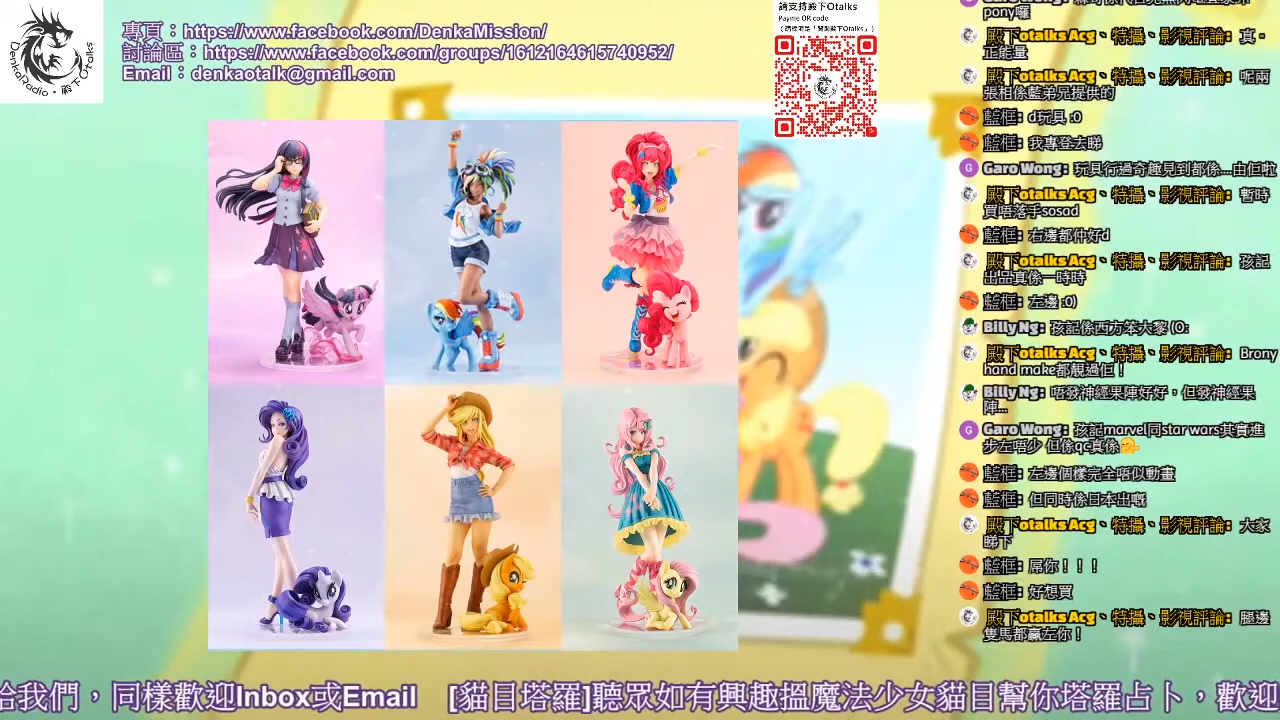 Denka Radio • 殿下Otalks
專頁：https://www.facebook.com/DenkaMission/
討論區：https://www.facebook.com/groups/1612164615740952/
Email：denkaotalk@gmail.com
請支持殿下Otalks
Payme QR code
pony囉
殿下otalks Acg、特攝、影視評論: 真·
正能量
殿下otalks Acg、特攝、影視評論: 呢兩
張相係藍弟兄提供的
藍框: d玩具 :0
藍框: 我專登去睇
Garo Wong: 玩具行過奇趣見到都係....由佢啦
殿下otalks Acg、特攝、影視評論: 暫時
買唔落手sosad
藍框: 右邊都仲好d
殿下otalks Acg、特攝、影視評論: 孩記
出品真係一時時
藍框: 左邊 :0)
Billy Ng: 孩記係西方笨大黎 (0:
殿下otalks Acg、特攝、影視評論: Brony
hand make都靚過佢！
Billy Ng: 唔發神經果陣好好，但發神經果
陣...
Garo Wong: 孩記marvel同star wars其實進
步左唔少 但係qc真係
藍框: 左邊個樣完全唔似動畫
藍框: 但同時係日本出嘅
殿下otalks Acg、特攝、影視評論: 大家
睇下
藍框: 屌你！！！
藍框: 好想買
殿下otalks Acg、特攝、影視評論: 腿邊
隻馬都贏左你！
給我們，同樣歡迎Inbox或Email [貓目塔羅]聽眾如有興趣搵魔法少女貓目幫你塔羅占卜，歡迎